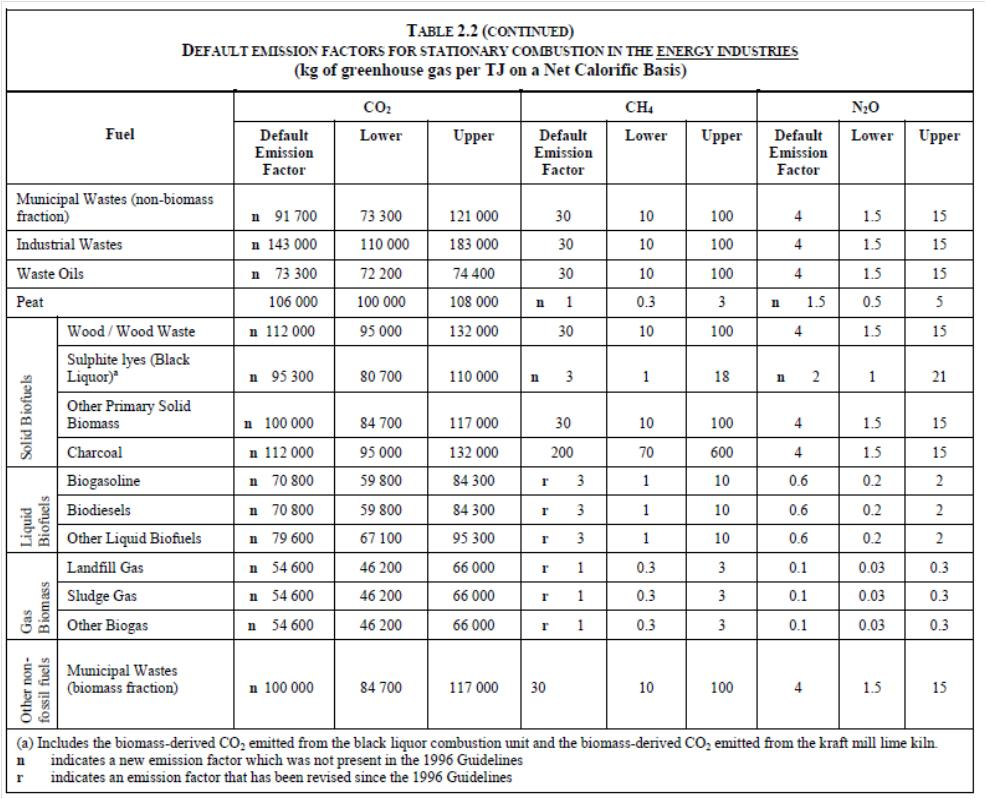 TABLE 2.2 (CONTINUED)
DEFAULT EMISSION FACTORS FOR STATIONARY COMBUSTION IN THE ENERGY INDUSTRIES
(kg of greenhouse gas per TJ on a Net Calorific Basis)
CO₂ CH₄ N₂O
Fuel Default Emission Factor Lower Upper Default Emission Factor Lower Upper Default Emission Factor Lower Upper
Municipal Wastes (non-biomass
fraction) n 91 700 73 300 121 000 30 10 100 4 1.5 15
Industrial Wastes n 143 000 110 000 183 000 30 10 100 4 1.5 15
Waste Oils n 73 300 72 200 74 400 30 10 100 4 1.5 15
Peat 106 000 100 000 108 000 n 1 0.3 3 n 1.5 0.5 5
Solid Biofuels
Wood / Wood Waste n 112 000 95 000 132 000 30 10 100 4 1.5 15
Sulphite lyes (Black
Liquor)ª n 95 300 80 700 110 000 n 3 1 18 n 2 1 21
Other Primary Solid
Biomass n 100 000 84 700 117 000 30 10 100 4 1.5 15
Charcoal n 112 000 95 000 132 000 200 70 600 4 1.5 15
Liquid
Biofuels
Biogasoline n 70 800 59 800 84 300 r 3 1 10 0.6 0.2 2
Biodiesels n 70 800 59 800 84 300 r 3 1 10 0.6 0.2 2
Other Liquid Biofuels n 79 600 67 100 95 300 r 3 1 10 0.6 0.2 2
Gas
Biomass
Landfill Gas n 54 600 46 200 66 000 r 1 0.3 3 0.1 0.03 0.3
Sludge Gas n 54 600 46 200 66 000 r 1 0.3 3 0.1 0.03 0.3
Other Biogas n 54 600 46 200 66 000 r 1 0.3 3 0.1 0.03 0.3
Other non-
fossil fuels
Municipal Wastes
(biomass fraction) n 100 000 84 700 117 000 30 10 100 4 1.5 15
(a) Includes the biomass-derived CO₂ emitted from the black liquor combustion unit and the biomass-derived CO₂ emitted from the kraft mill lime kiln.
n indicates a new emission factor which was not present in the 1996 Guidelines
r indicates an emission factor that has been revised since the 1996 Guidelines